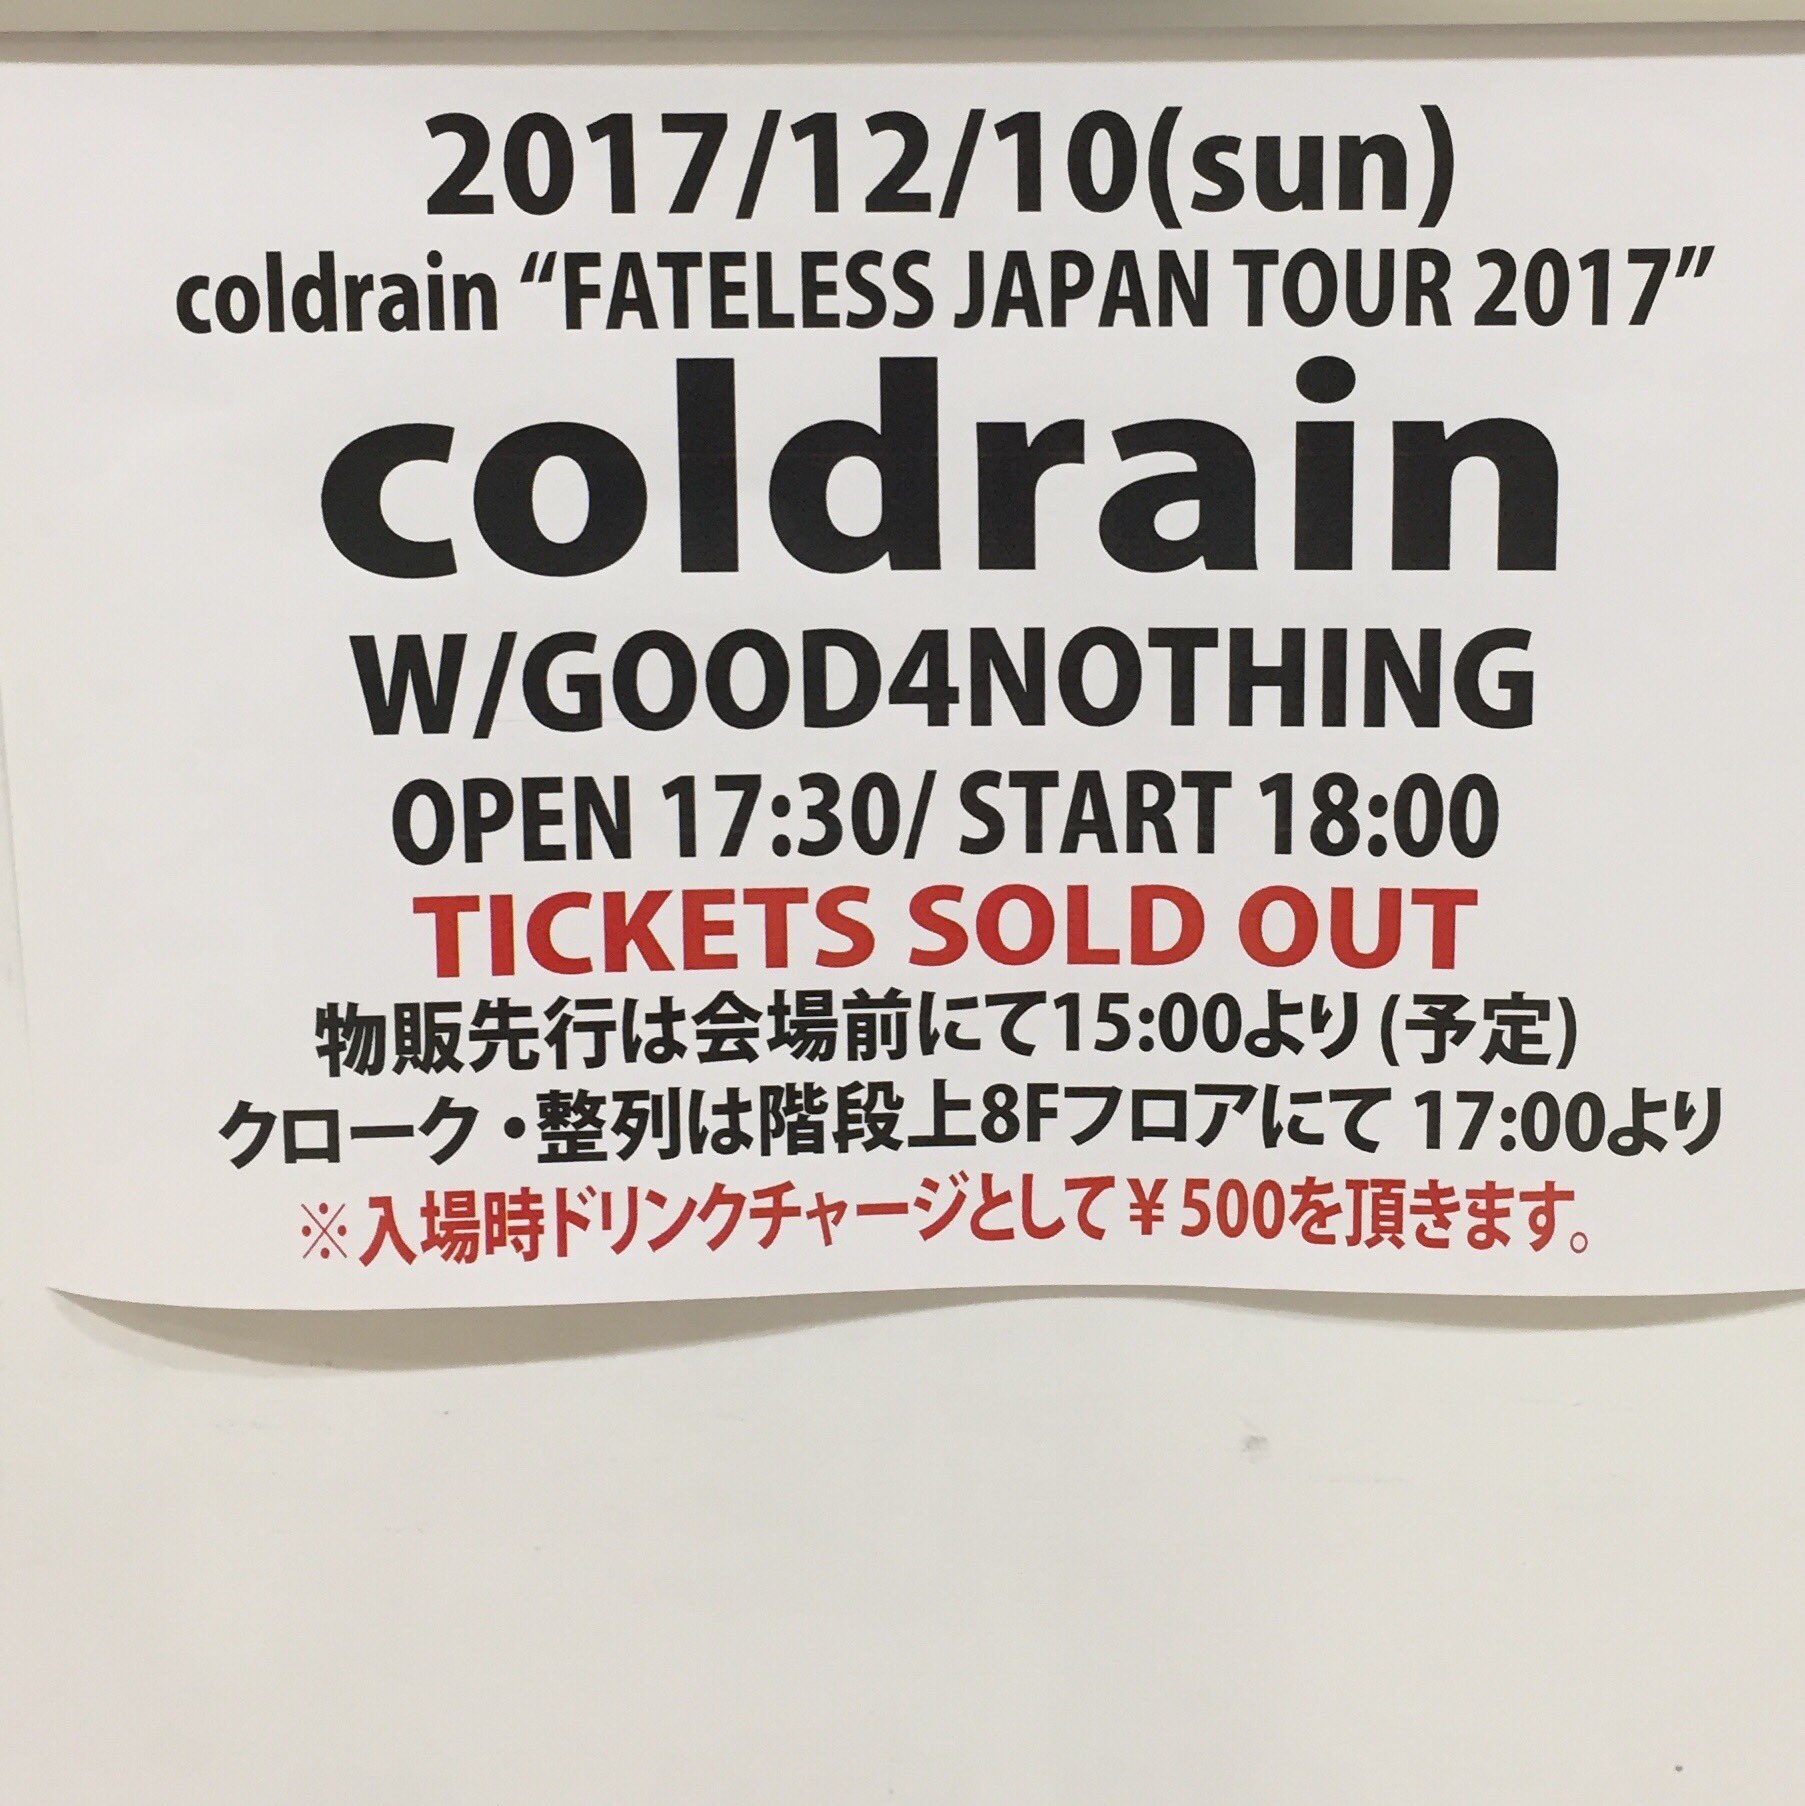 2017/12/10(sun)
coldrain “FATELESS JAPAN TOUR 2017”
coldrain
W/GOOD4NOTHING
OPEN 17:30/ START 18:00
TICKETS SOLD OUT
物販先行は会場前にて15:00より(予定)
クローク・整列は階段上8Fフロアにて 17:00より
※入場時ドリンクチャージとして¥500を頂きます。